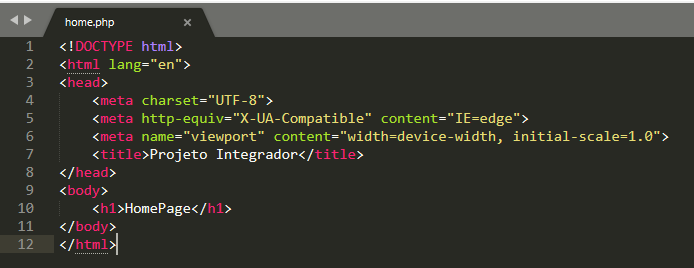 home.php ×
1 <!DOCTYPE html>
2 <html lang="en">
3 <head>
4     <meta charset="UTF-8">
5     <meta http-equiv="X-UA-Compatible" content="IE=edge">
6     <meta name="viewport" content="width=device-width, initial-scale=1.0">
7     <title>Projeto Integrador</title>
8 </head>
9 <body>
10     <h1>HomePage</h1>
11 </body>
12 </html>